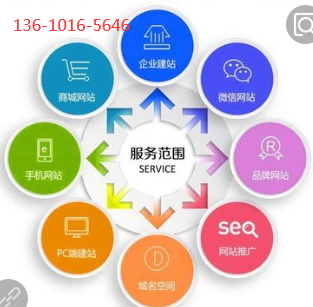 136-1016-5646
企业建站
商城网站
微信网站
服务范围
SERVICE
手机网站
e
R
品牌网站
PC端建站
SEO
网站推广
D
域名空间